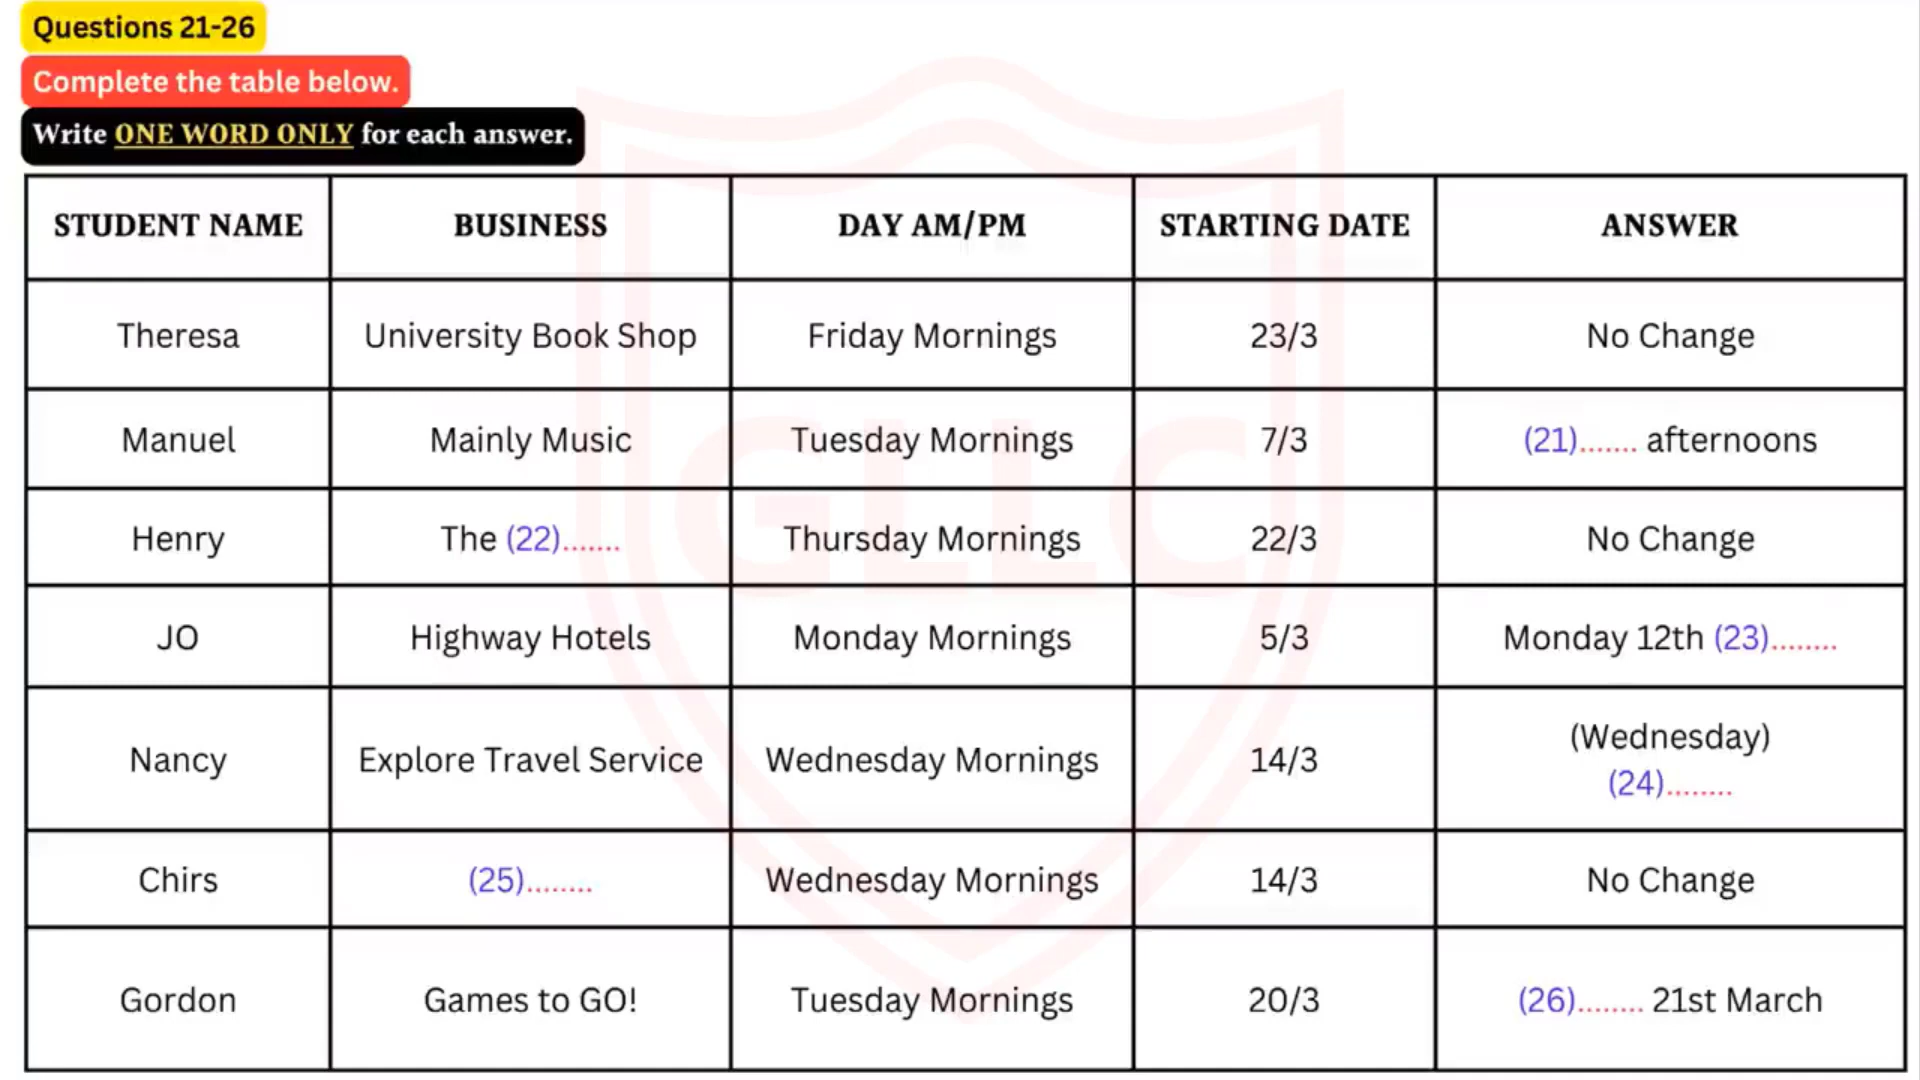 Questions 21-26
Complete the table below.
Write ONE WORD ONLY for each answer.
STUDENT NAME BUSINESS DAY AM/PM STARTING DATE ANSWER
Theresa University Book Shop Friday Mornings 23/3 No Change
Manuel Mainly Music Tuesday Mornings 7/3 (21)....... afternoons
Henry The (22)....... Thursday Mornings 22/3 No Change
JO Highway Hotels Monday Mornings 5/3 Monday 12th (23)........
Nancy Explore Travel Service Wednesday Mornings 14/3 (Wednesday)
(24)........
Chirs (25)........ Wednesday Mornings 14/3 No Change
Gordon Games to GO! Tuesday Mornings 20/3 (26)........ 21st March
GLLC